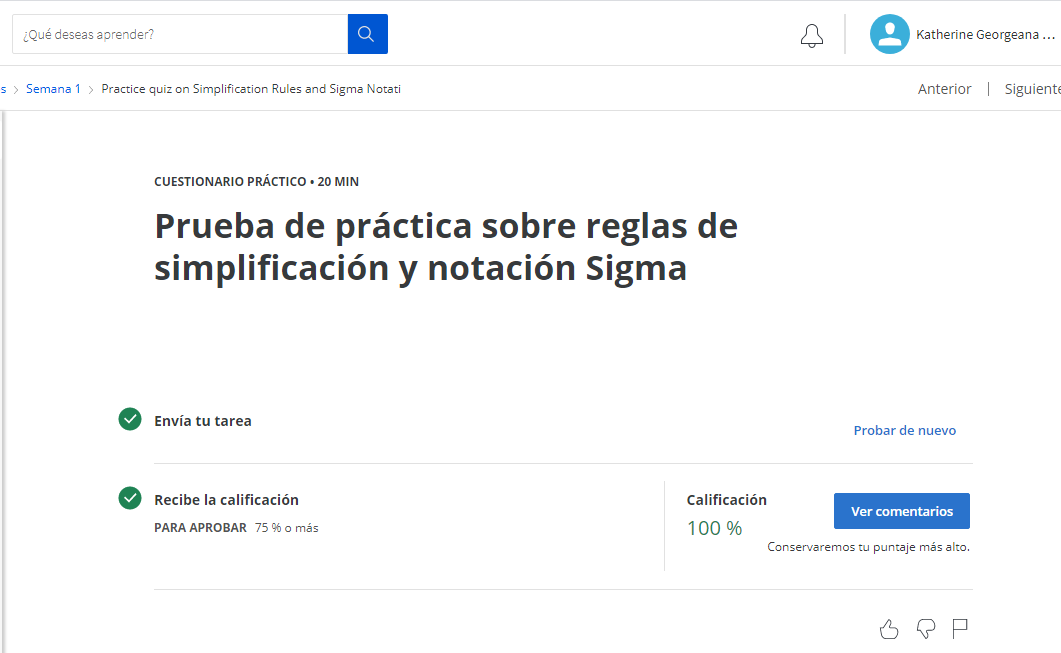 ¿Qué deseas aprender?
Katherine Georgeana ...
s > Semana 1 > Practice quiz on Simplification Rules and Sigma Notati
Anterior | Siguiente
CUESTIONARIO PRÁCTICO • 20 MIN
Prueba de práctica sobre reglas de
simplificación y notación Sigma
Envía tu tarea
Probar de nuevo
Recibe la calificación
PARA APROBAR 75 % o más
Calificación
100 %
Ver comentarios
Conservaremos tu puntaje más alto.